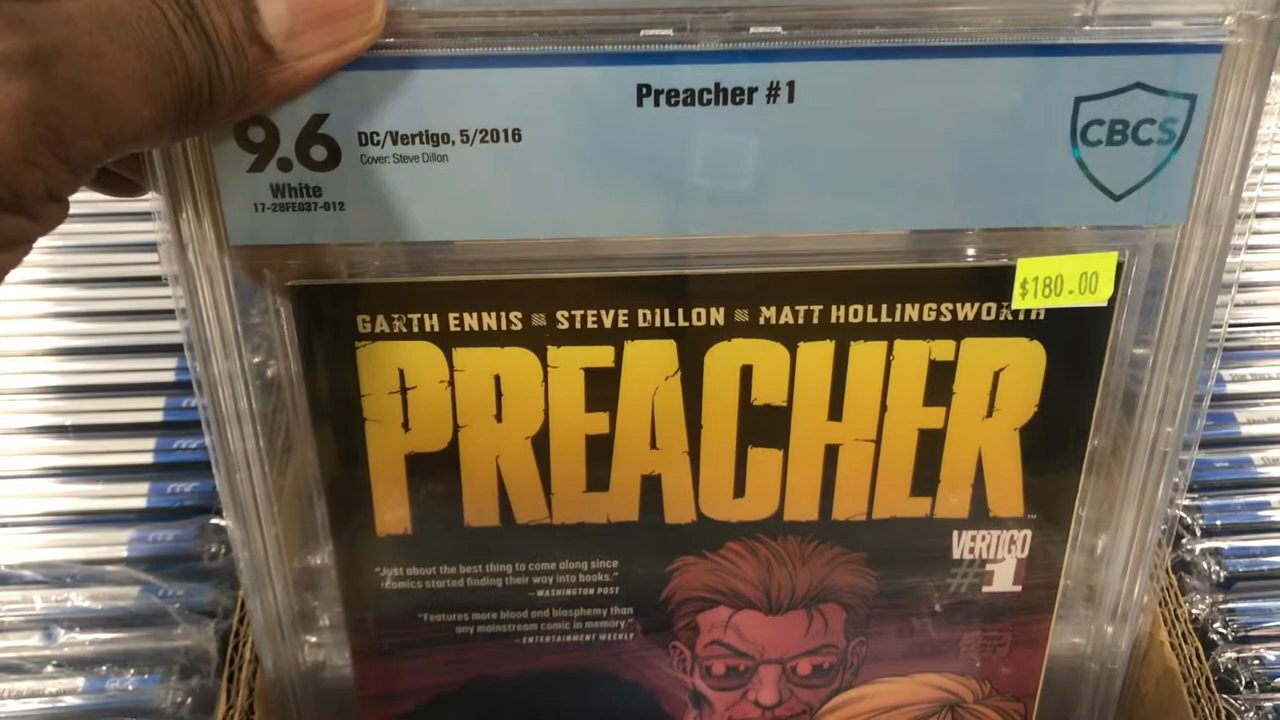 Preacher #1
CBCS
9.6
DC/Vertigo, 5/2016
Cover: Steve Dillon
White
17-28FE037-012
$180.00
GARTH ENNIS STEVE DILLON MATT HOLLINGSWORTH
PREACHER
VERTIGO
#1
"Just about the best thing to come along since
comics started finding their way into books."
—WASHINGTON POST
"Features more blood and blasphemy than
any mainstream comic in memory."
—ENTERTAINMENT WEEKLY